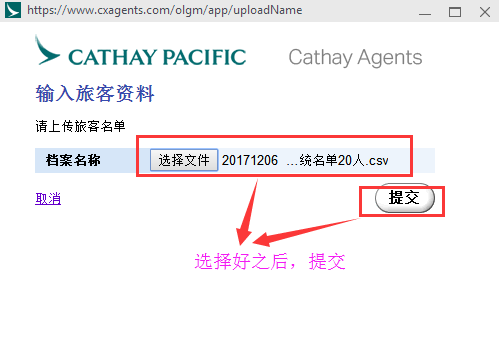 https://www.cxagents.com/olgm/app/uploadName
CATHAY PACIFIC Cathay Agents
输入旅客资料
请上传旅客名单
档案名称 选择文件 20171206 ...统名单20人.csv
取消 提交
选择好之后，提交